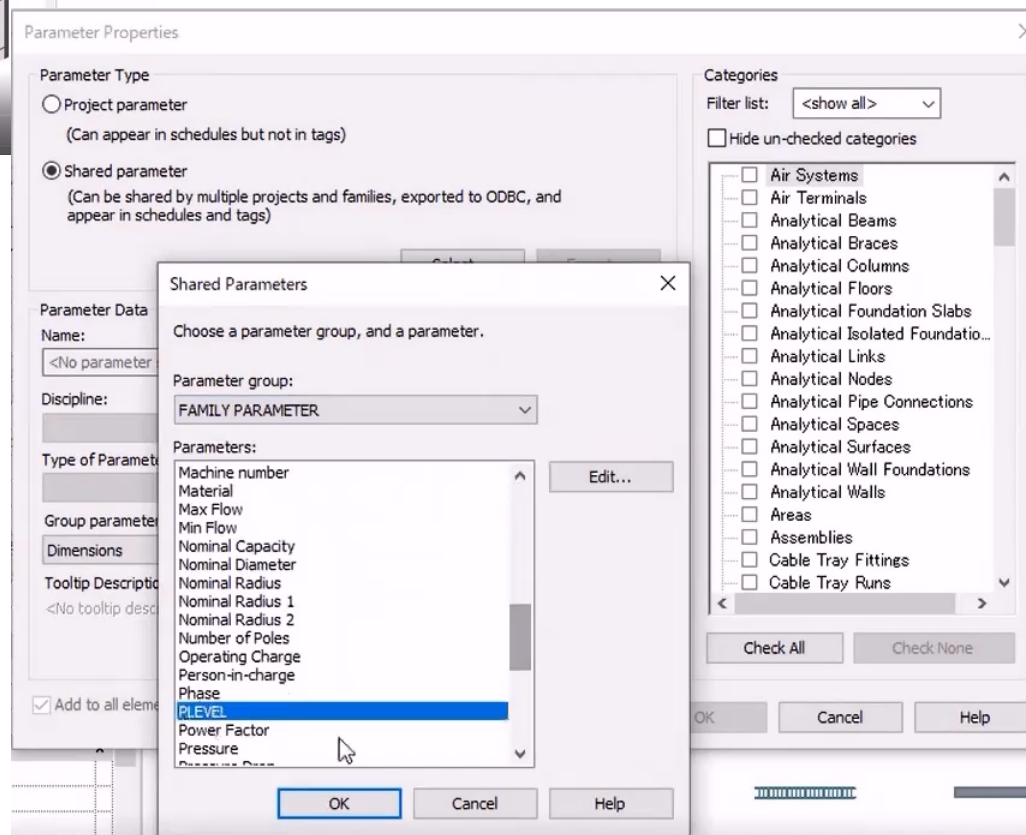 Parameter Properties
Parameter Type
Project parameter
(Can appear in schedules but not in tags)
Shared parameter
(Can be shared by multiple projects and families, exported to ODBC, and
appear in schedules and tags)
Parameter Data
Name:
<No parameter
Discipline:
Type of Paramete
Group parameter
Dimensions
Tooltip Descriptio
<No tooltip desc
Add to all eleme
Shared Parameters
Choose a parameter group, and a parameter.
Parameter group:
FAMILY PARAMETER
Parameters:
Machine number
Material
Max Flow
Min Flow
Nominal Capacity
Nominal Diameter
Nominal Radius
Nominal Radius 1
Nominal Radius 2
Number of Poles
Operating Charge
Person-in-charge
Phase
PLEVEL
Power Factor
Pressure
Edit...
OK
Cancel
Help
Categories
Filter list:
<show all>
Hide un-checked categories
Air Systems
Air Terminals
Analytical Beams
Analytical Braces
Analytical Columns
Analytical Floors
Analytical Foundation Slabs
Analytical Isolated Foundatio...
Analytical Links
Analytical Nodes
Analytical Pipe Connections
Analytical Spaces
Analytical Surfaces
Analytical Wall Foundations
Analytical Walls
Areas
Assemblies
Cable Tray Fittings
Cable Tray Runs
Check All
Check None
OK
Cancel
Help